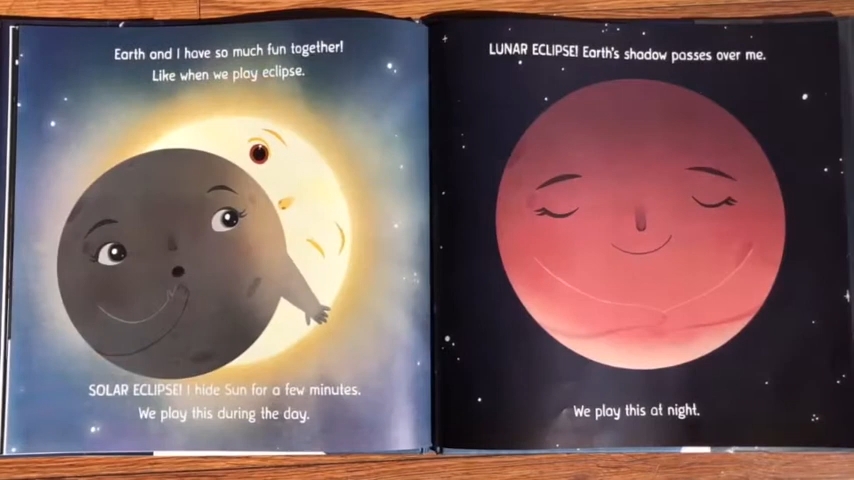 Earth and I have so much fun together!
Like when we play eclipse.
SOLAR ECLIPSE! I hide Sun for a few minutes.
We play this during the day.
LUNAR ECLIPSE! Earth's shadow passes over me.
We play this at night.